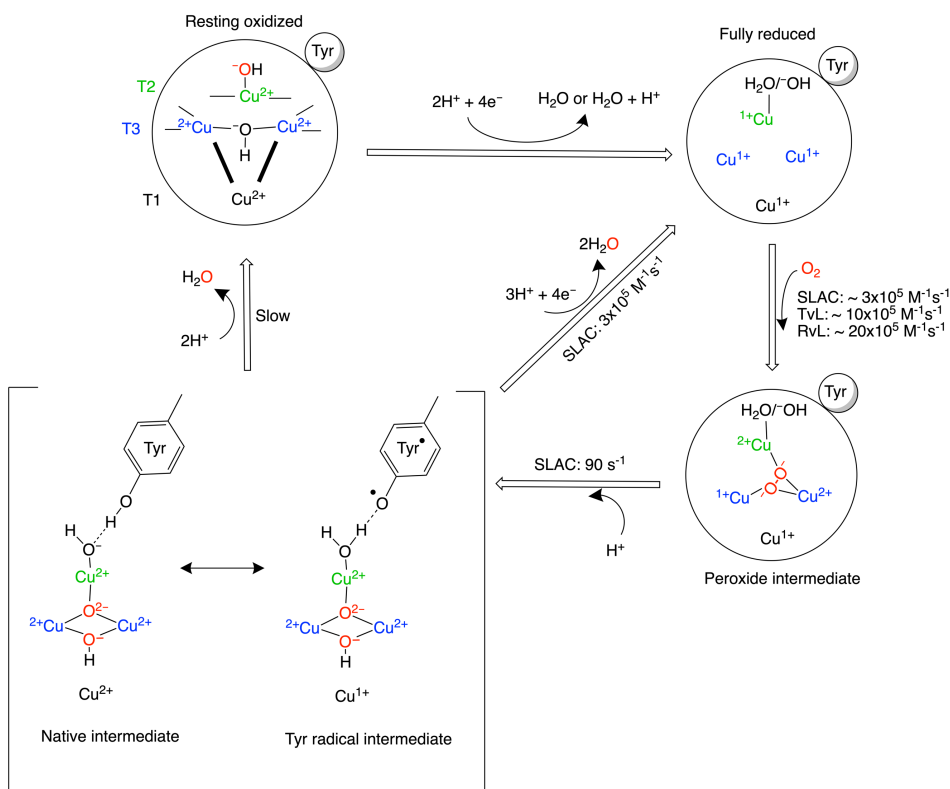 Resting oxidized
Tyr
T2
⁻OH
Cu²⁺
T3
²⁺Cu
⁻O
H
Cu²⁺
T1
Cu²⁺
2H⁺ + 4e⁻
H₂O or H₂O + H⁺
Fully reduced
Tyr
H₂O/⁻OH
¹⁺Cu
Cu¹⁺
Cu¹⁺
Cu¹⁺
O₂
SLAC: ~ 3x10⁵ M⁻¹s⁻¹
TvL: ~ 10x10⁵ M⁻¹s⁻¹
RvL: ~ 20x10⁵ M⁻¹s⁻¹
H₂O
2H⁺
Slow
2H₂O
3H⁺ + 4e⁻
SLAC: 3x10⁵ M⁻¹s⁻¹
Tyr
H₂O/⁻OH
²⁺Cu
O
O
¹⁺Cu
Cu²⁺
Cu¹⁺
Peroxide intermediate
SLAC: 90 s⁻¹
H⁺
Tyr
O
H
H
O⁻
Cu²⁺
O²⁻
²⁺Cu
Cu²⁺
O⁻
H
Cu²⁺
Native intermediate
Tyr•
•
O
H
H
O
Cu²⁺
O²⁻
²⁺Cu
Cu²⁺
O⁻
H
Cu¹⁺
Tyr radical intermediate